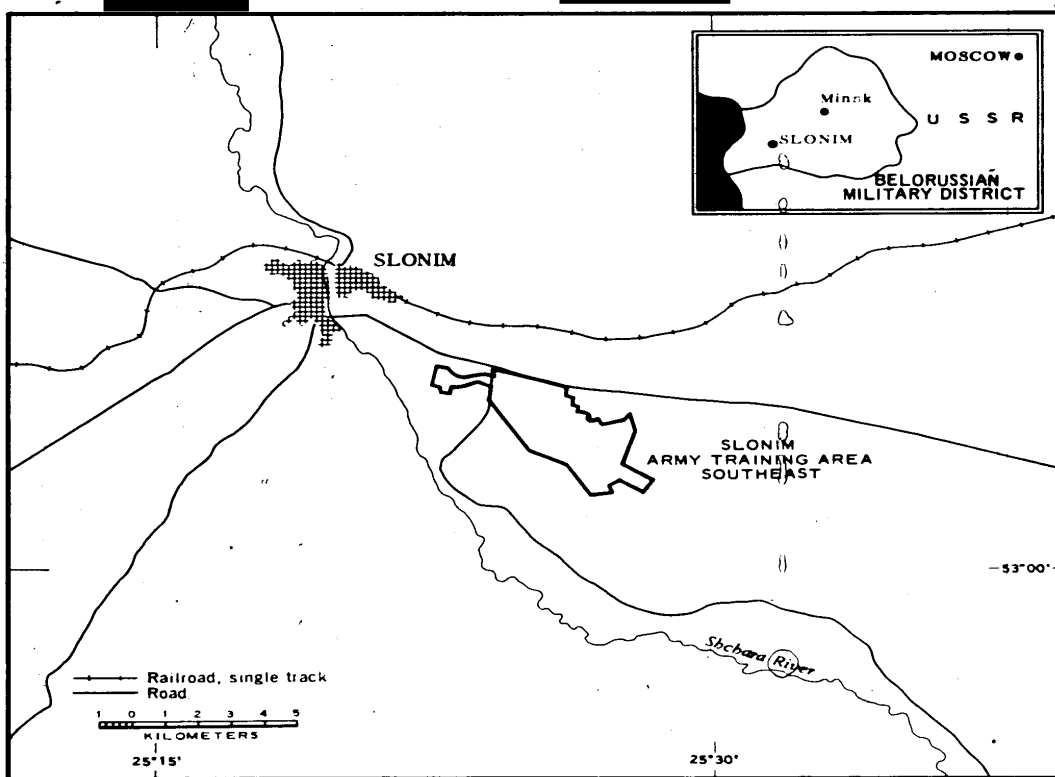 MOSCOW
Minsk
U S S R
SLONIM
BELORUSSIAN
MILITARY DISTRICT
SLONIM
SLONIM
ARMY TRAINING AREA
SOUTHEAST
53°00'
Shchara River
Railroad, single track
Road
1 0 1 2 3 4 5
KILOMETERS
25°15' 25°30'